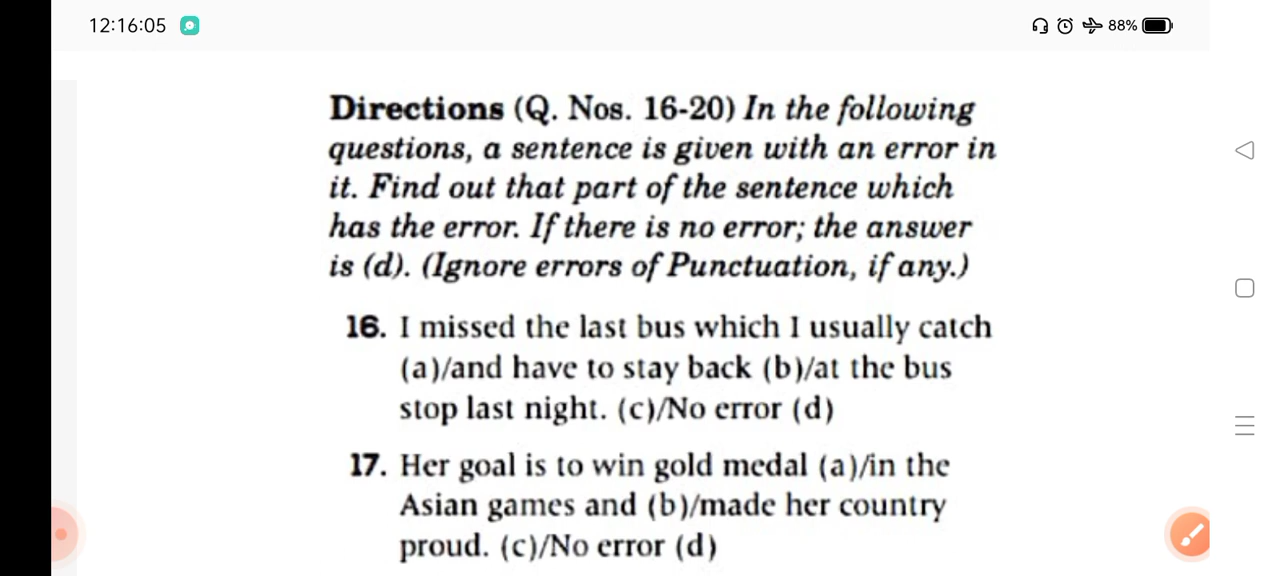 12:16:05
88%
Directions (Q. Nos. 16-20) In the following
questions, a sentence is given with an error in
it. Find out that part of the sentence which
has the error. If there is no error; the answer
is (d). (Ignore errors of Punctuation, if any.)
16. I missed the last bus which I usually catch
(a)/and have to stay back (b)/at the bus
stop last night. (c)/No error (d)
17. Her goal is to win gold medal (a)/in the
Asian games and (b)/made her country
proud. (c)/No error (d)